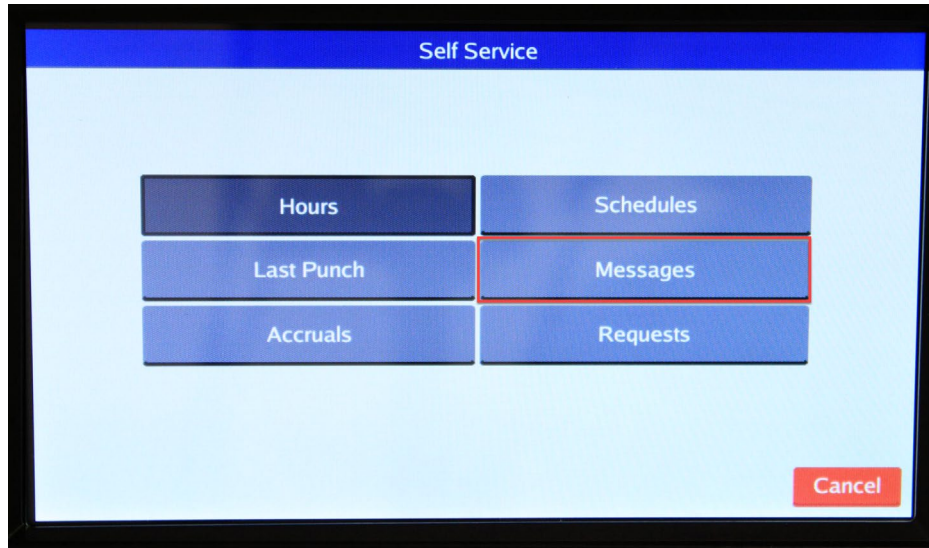 Self Service
Hours
Schedules
Last Punch
Messages
Accruals
Requests
Cancel